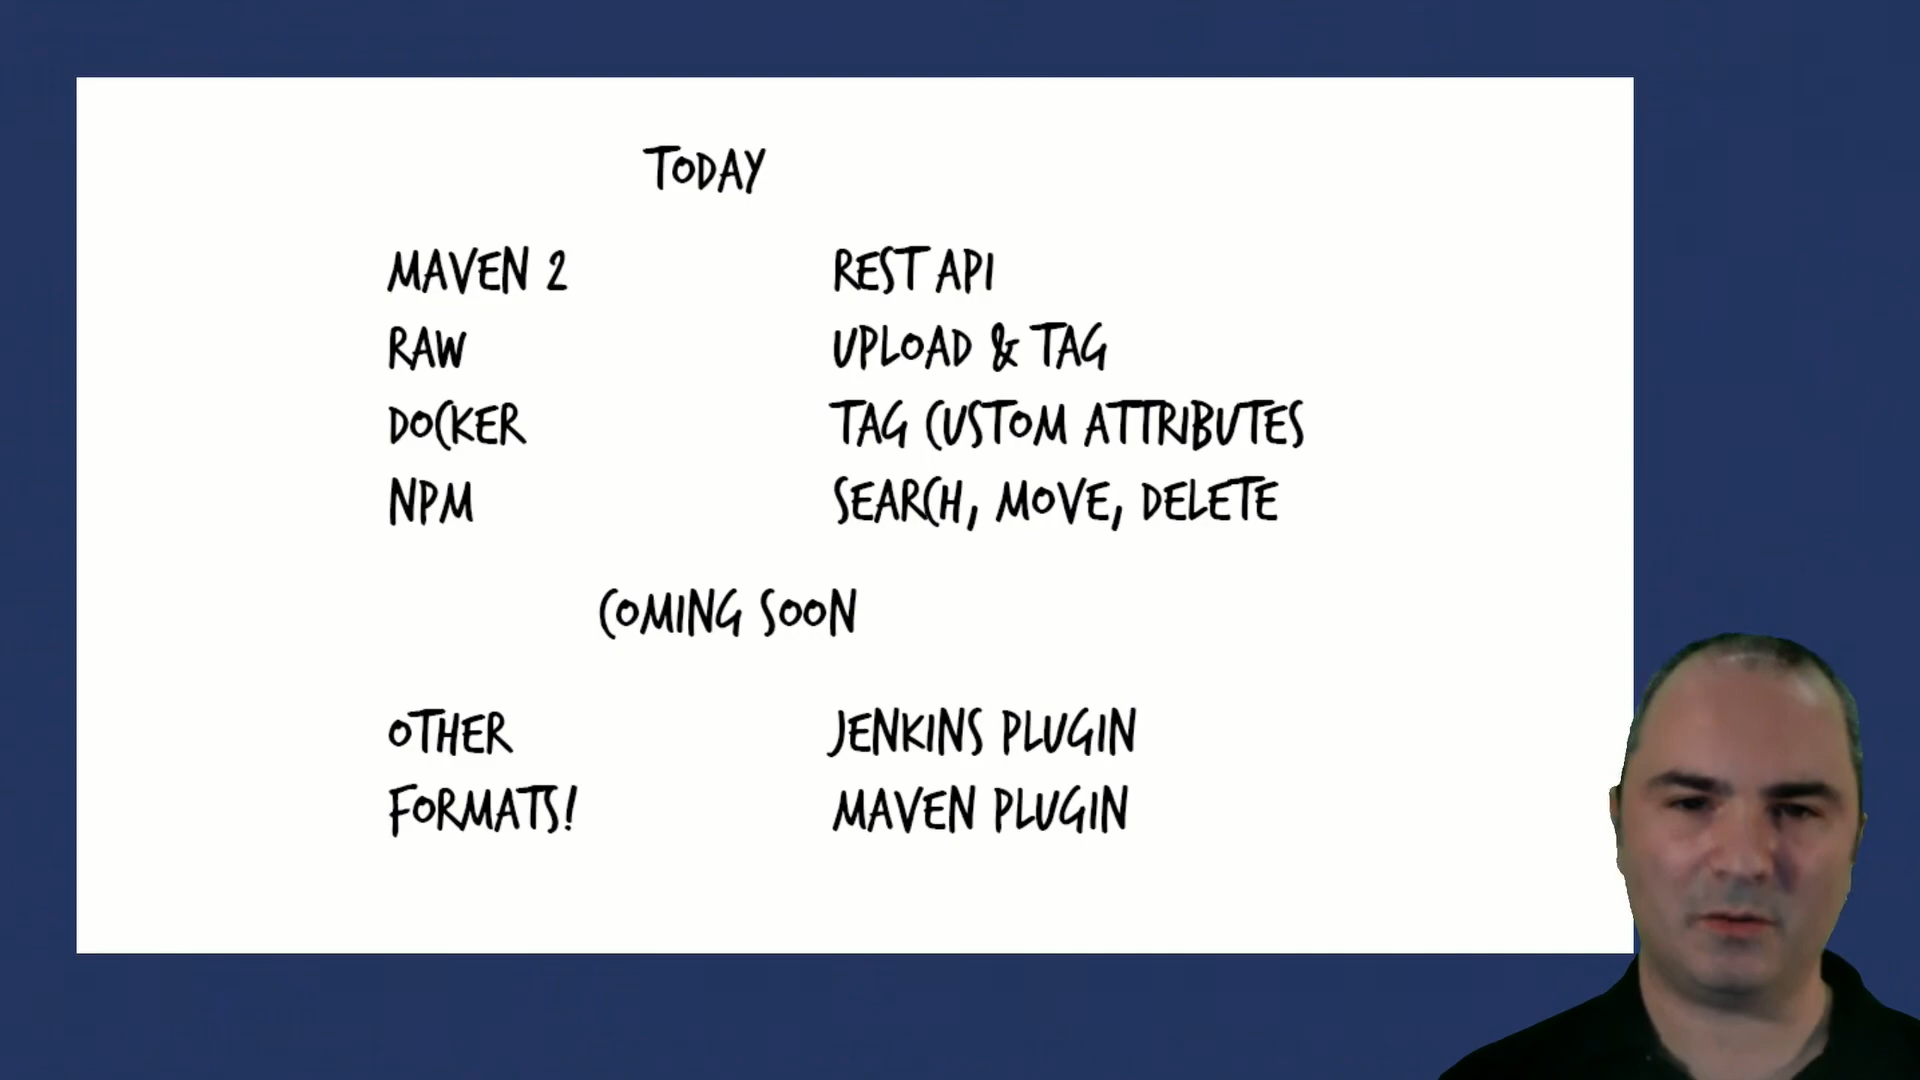 TODAY
MAVEN 2
REST API
RAW
UPLOAD & TAG
DOCKER
TAG CUSTOM ATTRIBUTES
NPM
SEARCH, MOVE, DELETE
COMING SOON
OTHER
JENKINS PLUGIN
FORMATS!
MAVEN PLUGIN